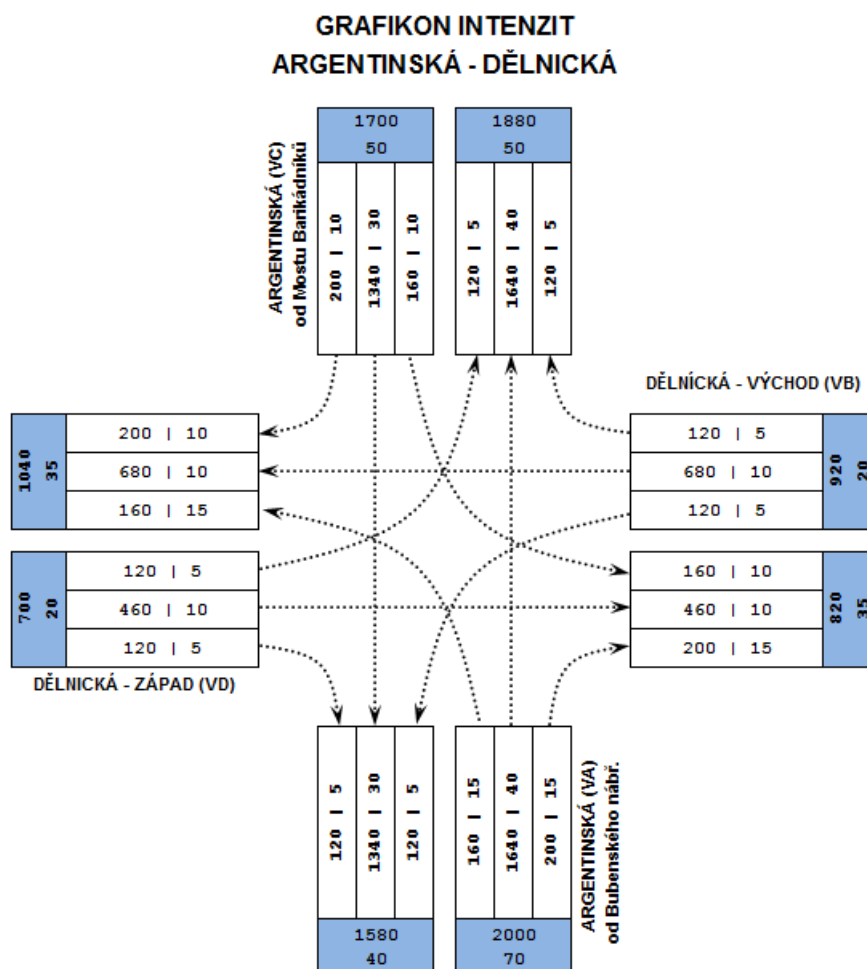 GRAFIKON INTENZIT
ARGENTINSKÁ - DĚLNICKÁ
1700
50
1880
50
ARGENTINSKÁ (VC)
od Mostu Barikádníků
200 | 10
1340 | 30
160 | 10
120 | 5
1640 | 40
120 | 5
DĚLNÍCKÁ - VÝCHOD (VB)
1040
35
200 | 10
680 | 10
160 | 15
120 | 5
680 | 10
120 | 5
920
20
700
20
120 | 5
460 | 10
120 | 5
160 | 10
460 | 10
200 | 15
820
35
DĚLNICKÁ - ZÁPAD (VD)
120 | 5
1340 | 30
120 | 5
160 | 15
1640 | 40
200 | 15
ARGENTINSKÁ (VA)
od Bubenského nábř.
1580
40
2000
70